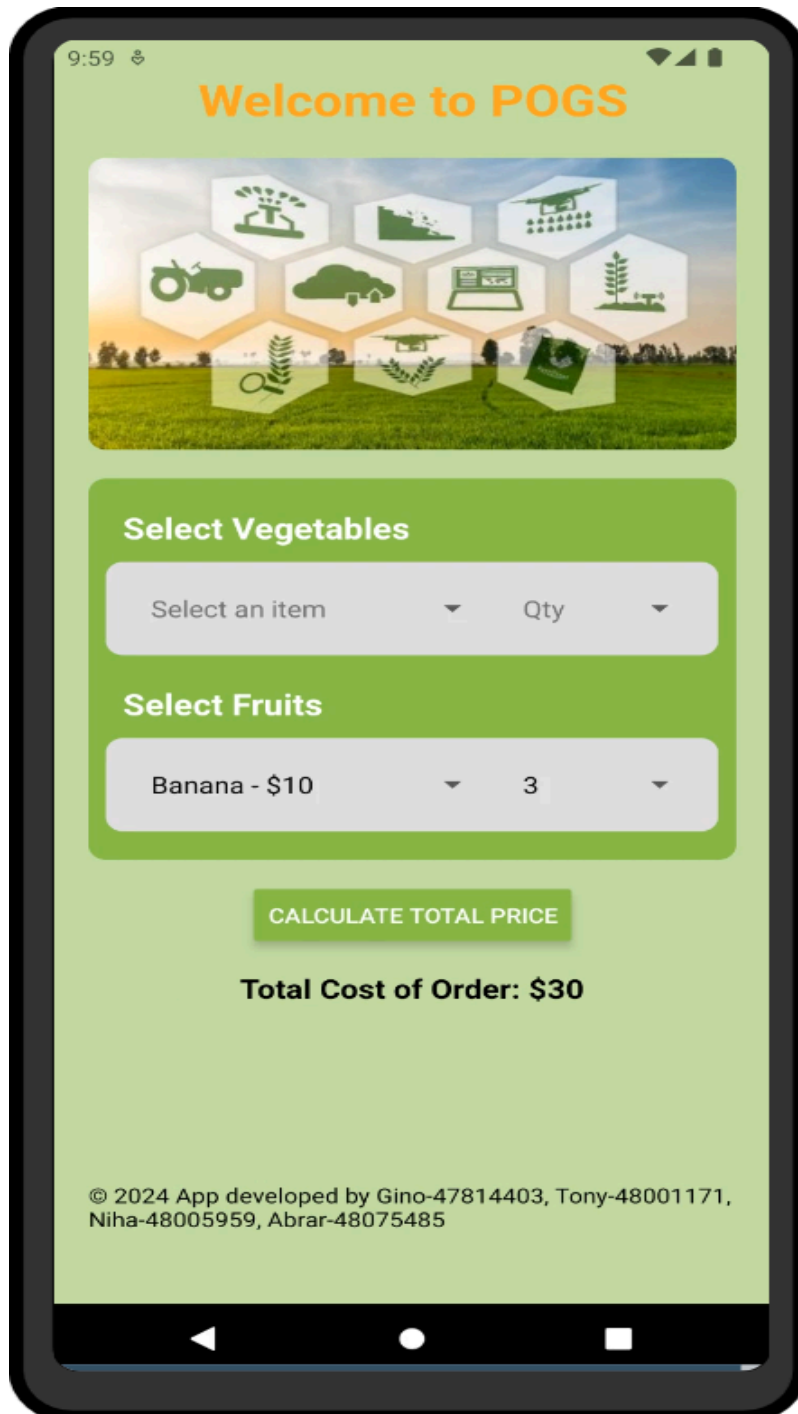 9:59
Welcome to POGS
Select Vegetables
Select an item
Qty
Select Fruits
Banana - $10
3
CALCULATE TOTAL PRICE
Total Cost of Order: $30
© 2024 App developed by Gino-47814403, Tony-48001171,
Niha-48005959, Abrar-48075485